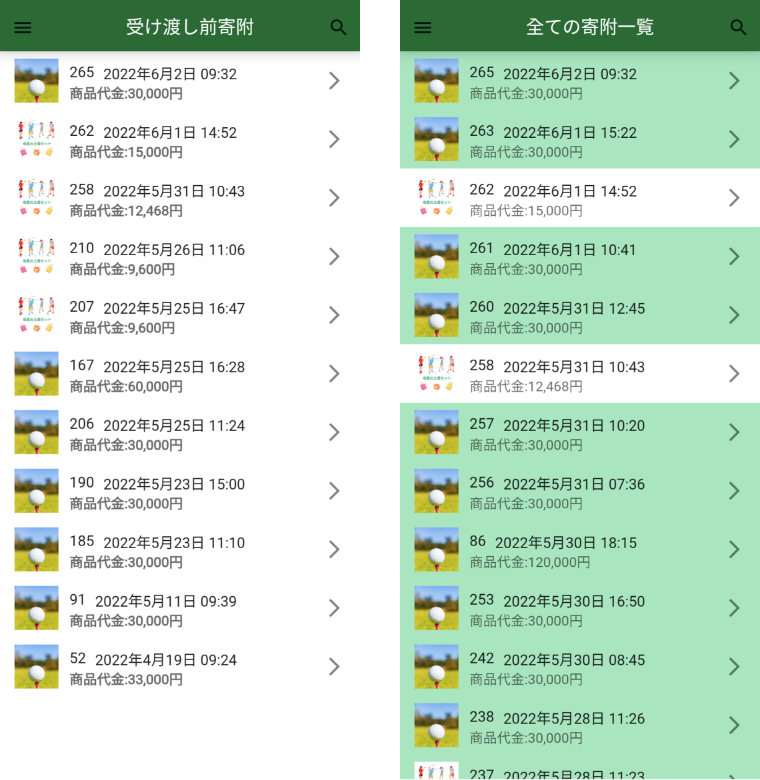 受け渡し前寄附
265 2022年6月2日 09:32
商品代金:30,000円
262 2022年6月1日 14:52
商品代金:15,000円
258 2022年5月31日 10:43
商品代金:12,468円
210 2022年5月26日 11:06
商品代金:9,600円
207 2022年5月25日 16:47
商品代金:9,600円
167 2022年5月25日 16:28
商品代金:60,000円
206 2022年5月25日 11:24
商品代金:30,000円
190 2022年5月23日 15:00
商品代金:30,000円
185 2022年5月23日 11:10
商品代金:30,000円
91 2022年5月11日 09:39
商品代金:30,000円
52 2022年4月19日 09:24
商品代金:33,000円
全ての寄附一覧
265 2022年6月2日 09:32
商品代金:30,000円
263 2022年6月1日 15:22
商品代金:30,000円
262 2022年6月1日 14:52
商品代金:15,000円
261 2022年6月1日 10:41
商品代金:30,000円
260 2022年5月31日 12:45
商品代金:30,000円
258 2022年5月31日 10:43
商品代金:12,468円
257 2022年5月31日 10:20
商品代金:30,000円
256 2022年5月31日 07:36
商品代金:30,000円
86 2022年5月30日 18:15
商品代金:120,000円
253 2022年5月30日 16:50
商品代金:30,000円
242 2022年5月30日 08:45
商品代金:30,000円
238 2022年5月28日 11:26
商品代金:30,000円
237 2022年5月28日 11:23